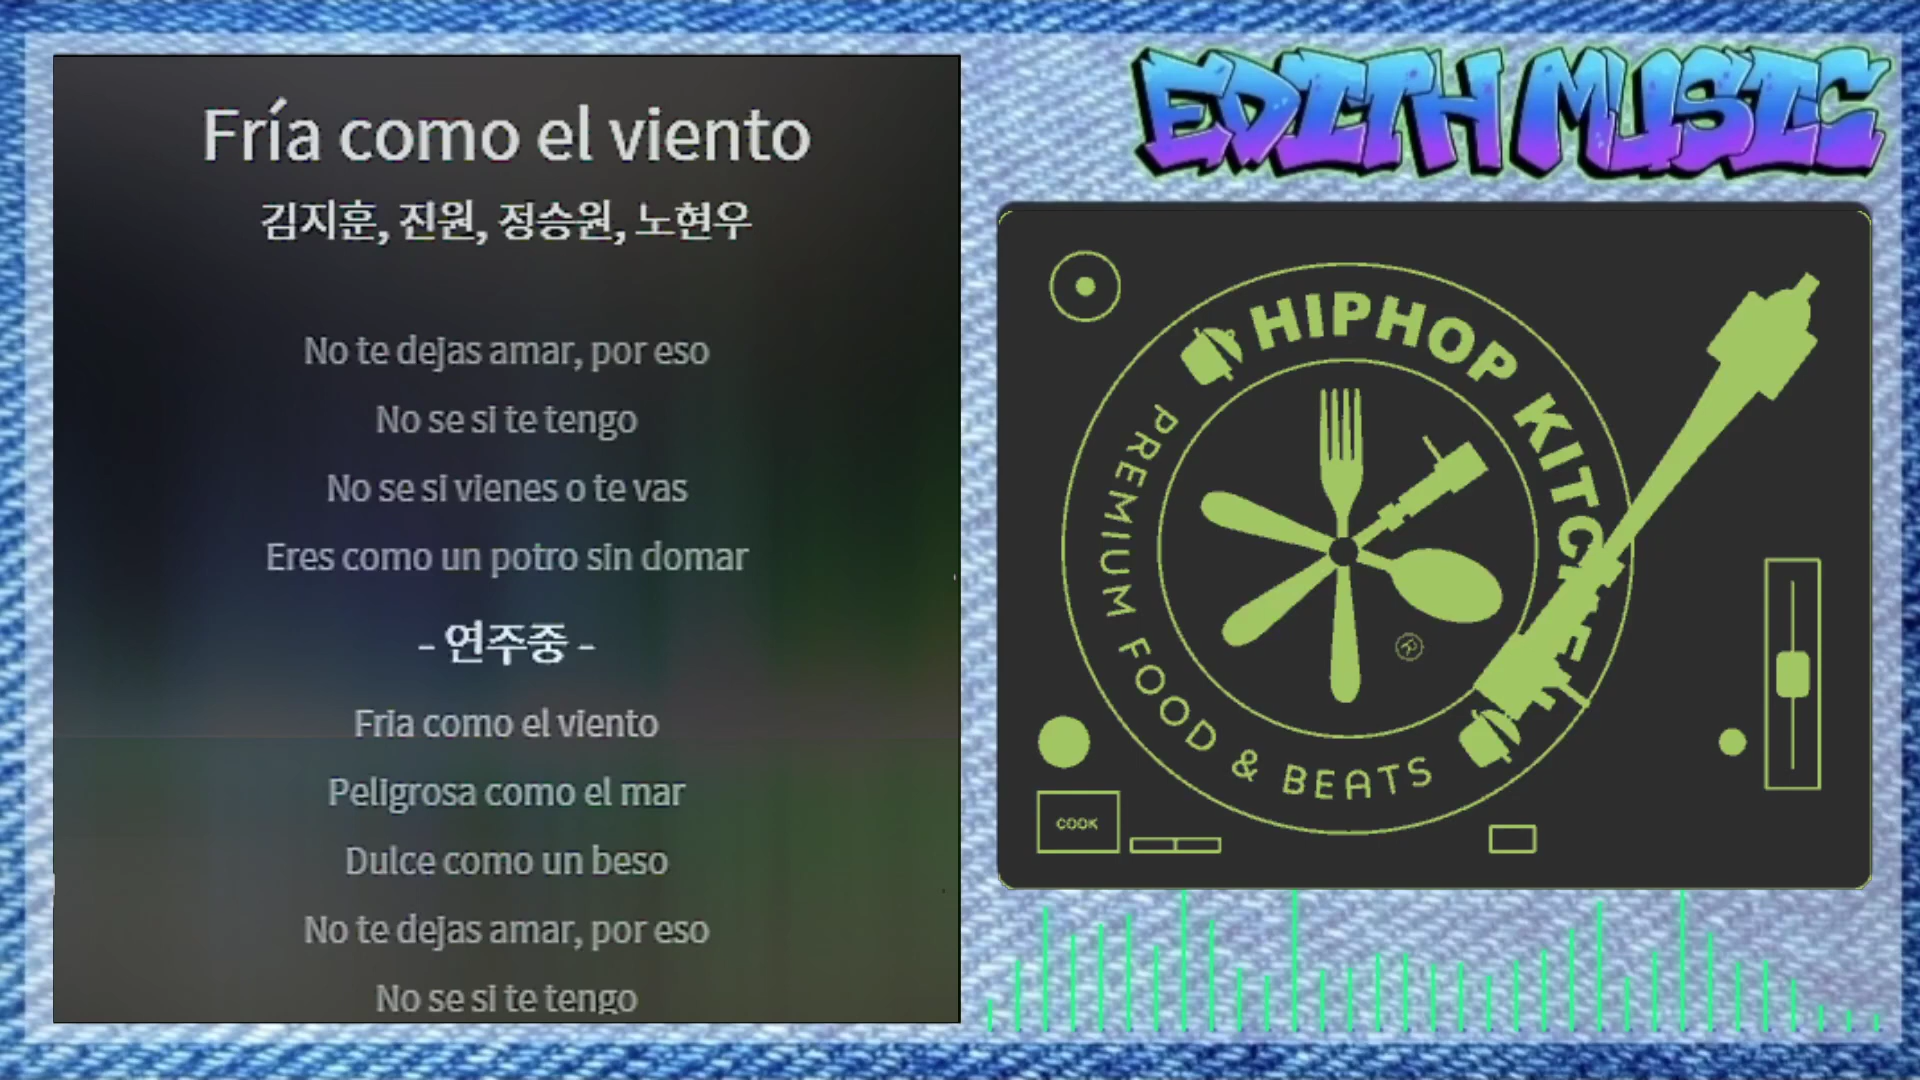 EDITH MUSIC
Fría como el viento
김지훈, 진원, 정승원, 노현우
No te dejas amar, por eso
No se si te tengo
No se si vienes o te vas
Eres como un potro sin domar
- 연주중 -
Fria como el viento
Peligrosa como el mar
Dulce como un beso
No te dejas amar, por eso
No se si te tengo
HIPHOP KITCHEN
PREMIUM FOOD & BEATS
®
COOK